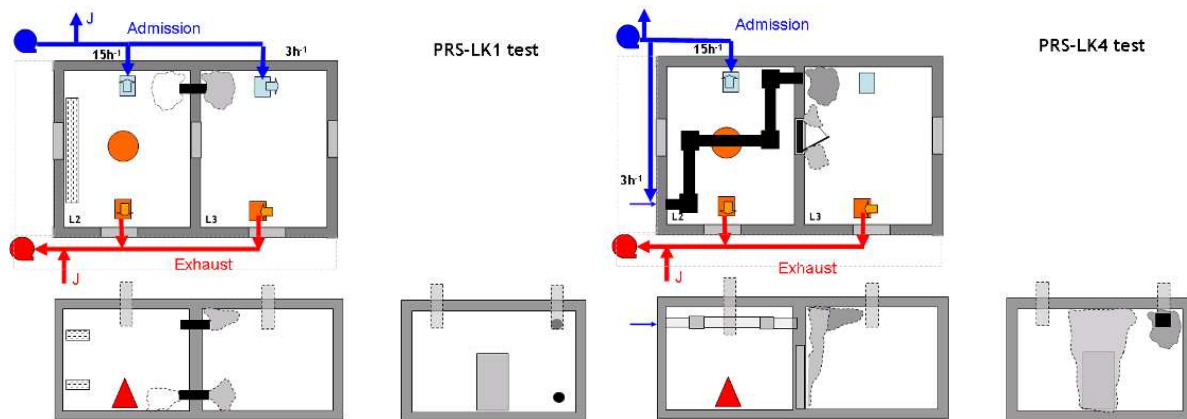 J
Admission
15h-1
3h-1
PRS-LK1 test
L2
L3
Exhaust
J
15h-1
PRS-LK4 test
3h-1
L2
L3
Exhaust
J
Admission
J